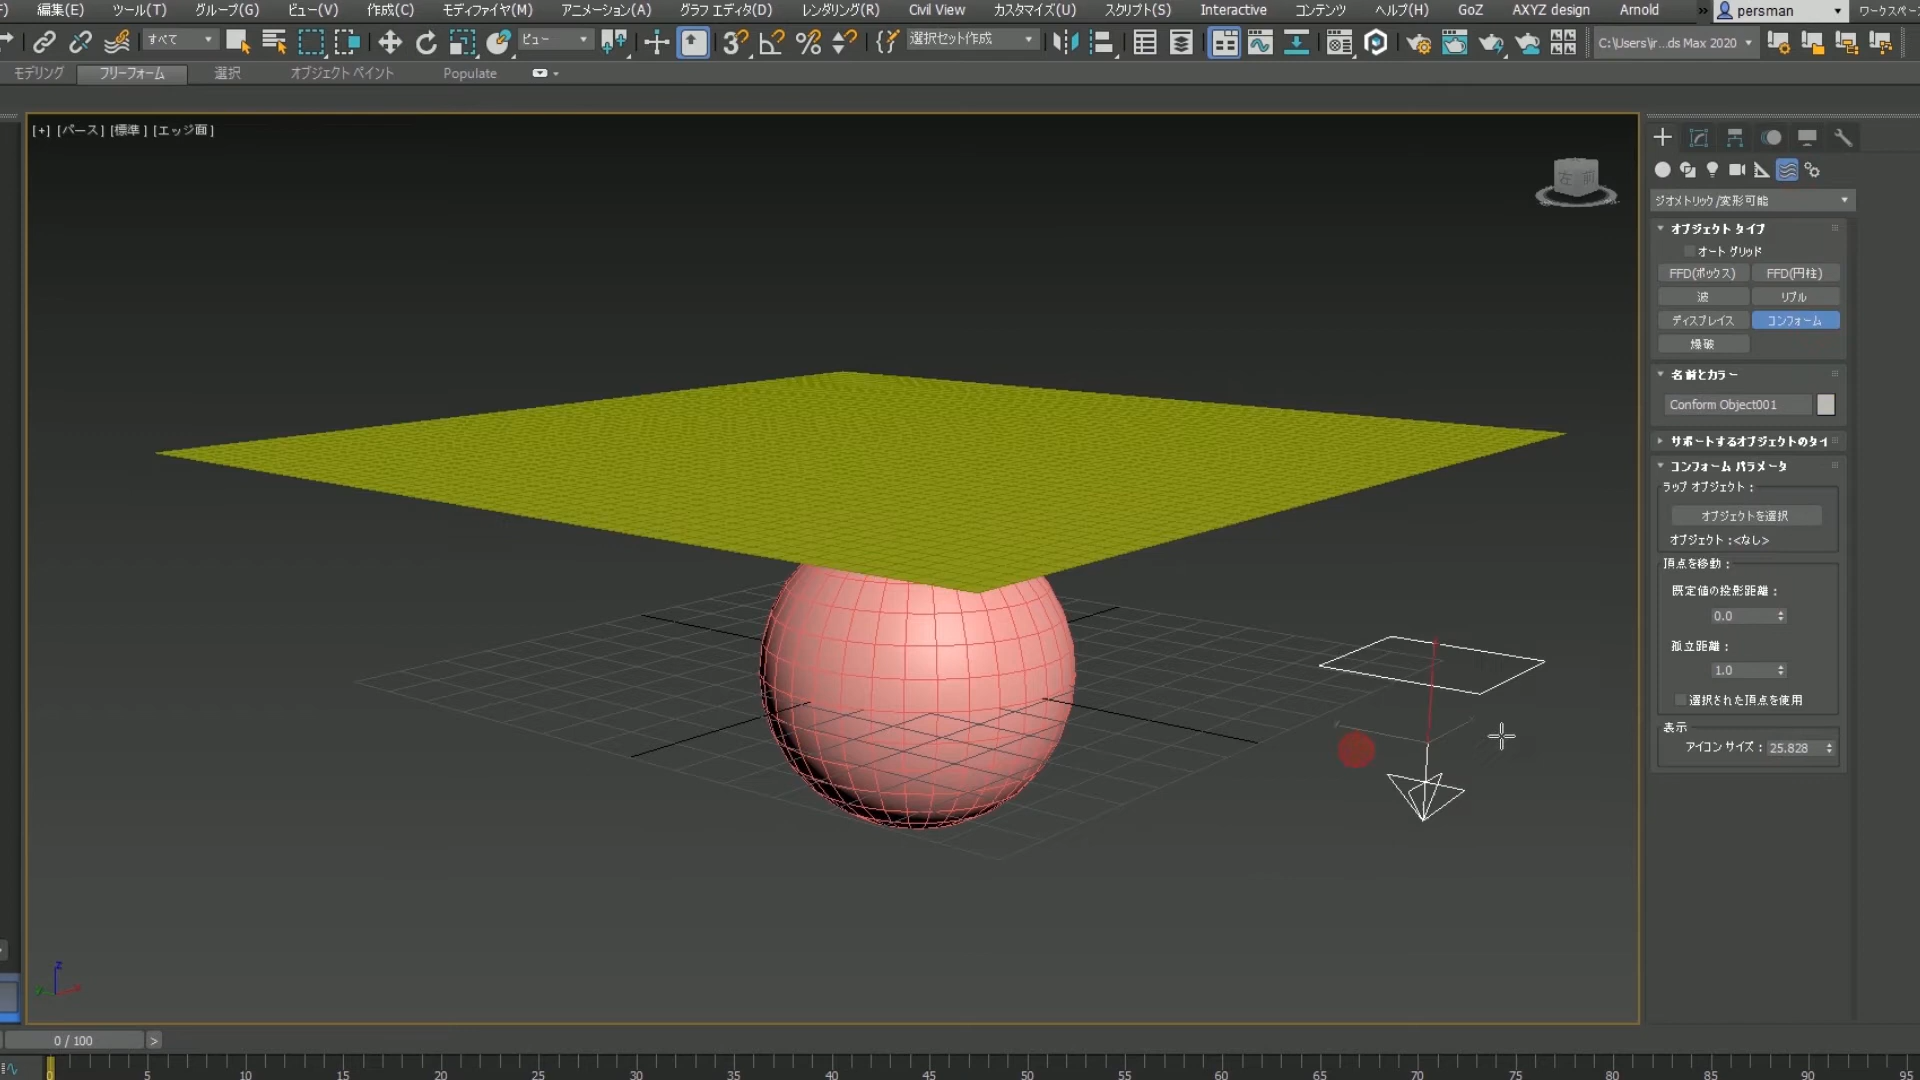 編集(E) ツール(T) グループ(G) ビュー(V) 作成(C) モディファイヤ(M) アニメーション(A) グラフ エディタ(D) レンダリング(R) Civil View カスタマイズ(U) スクリプト(S) Interactive コンテンツ ヘルプ(H) GoZ AXYZ design Arnold » persman ワークスペー
すべて ビュー 選択セット作成 C:\Users\r...ds Max 2020
モデリング フリーフォーム 選択 オブジェクト ペイント Populate
[+] [パース] [標準] [エッジ面]
左 前
ジオメトリック/変形可能
オブジェクト タイプ
オート グリッド
FFD(ボックス) FFD(円柱)
波 リプル
ディスプレイス コンフォーム
爆破
名前とカラー
Conform Object001
サポートするオブジェクトのタイ
コンフォーム パラメータ
ラップ オブジェクト :
オブジェクトを選択
オブジェクト :<なし>
頂点を移動 :
既定値の投影距離 :
0.0
孤立距離 :
1.0
選択された頂点を使用
表示
アイコン サイズ : 25.828
z
0 / 100 >
0 5 10 15 20 25 30 35 40 45 50 55 60 65 70 75 80 85 90 95